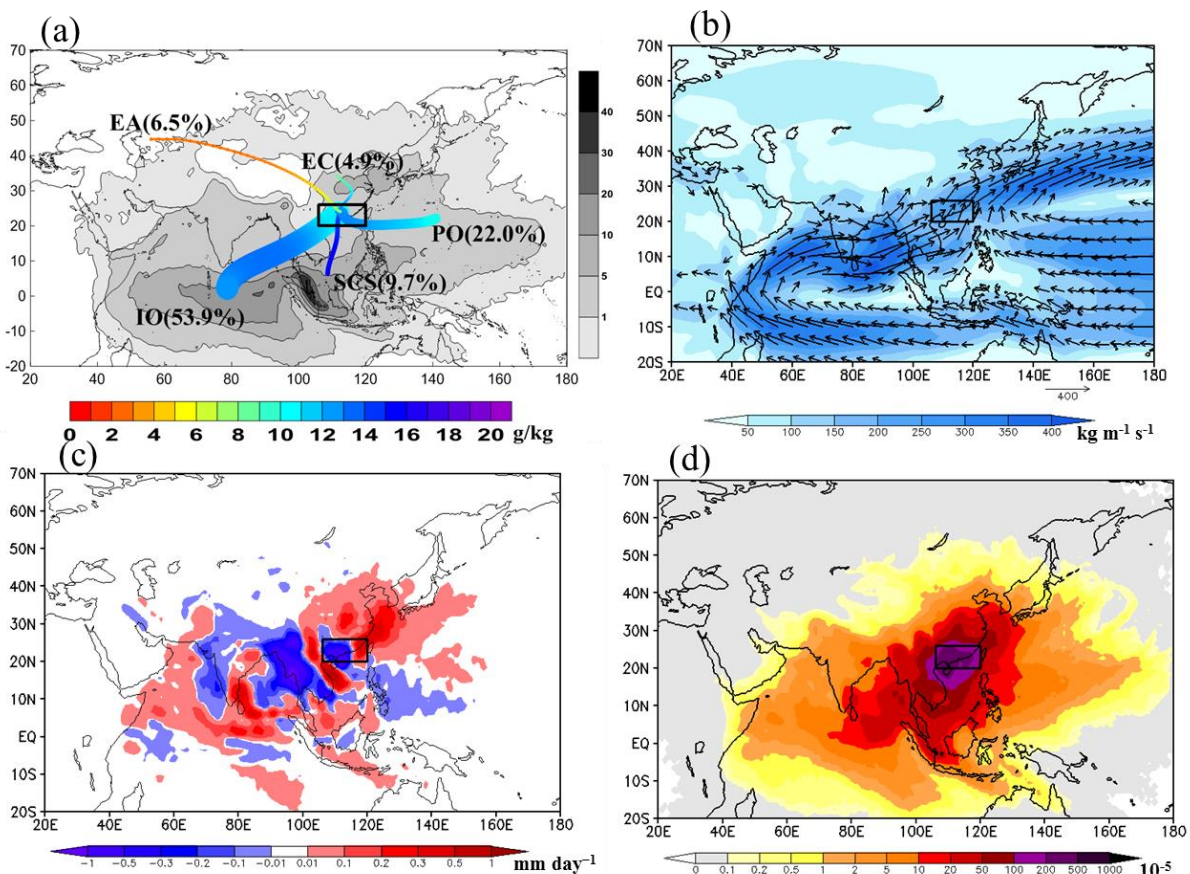 (a)
70
60
50
40
30
20
10
0
-10
-20
20 40 60 80 100 120 140 160 180
EA(6.5%)
EC(4.9%)
PO(22.0%)
SCS(9.7%)
IO(53.9%)
40
30
20
10
5
1
0 2 4 6 8 10 12 14 16 18 20 g/kg
(b)
70N
60N
50N
40N
30N
20N
10N
EQ
10S
20S
20E 40E 60E 80E 100E 120E 140E 160E 180
400
50 100 150 200 250 300 350 400 kg m⁻¹ s⁻¹
(c)
70N
60N
50N
40N
30N
20N
10N
EQ
10S
20S
20E 40E 60E 80E 100E 120E 140E 160E 180
−1 −0.5 −0.3 −0.2 −0.1 −0.01 0.01 0.1 0.2 0.3 0.5 1 mm day⁻¹
(d)
70N
60N
50N
40N
30N
20N
10N
EQ
10S
20S
20E 40E 60E 80E 100E 120E 140E 160E 180
0 0.1 0.2 0.5 1 2 5 10 20 50 100 200 500 1000 10⁻⁵